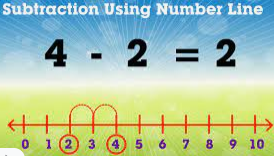 Subtraction Using Number Line
4 - 2 = 2
0 1 2 3 4 5 6 7 8 9 10